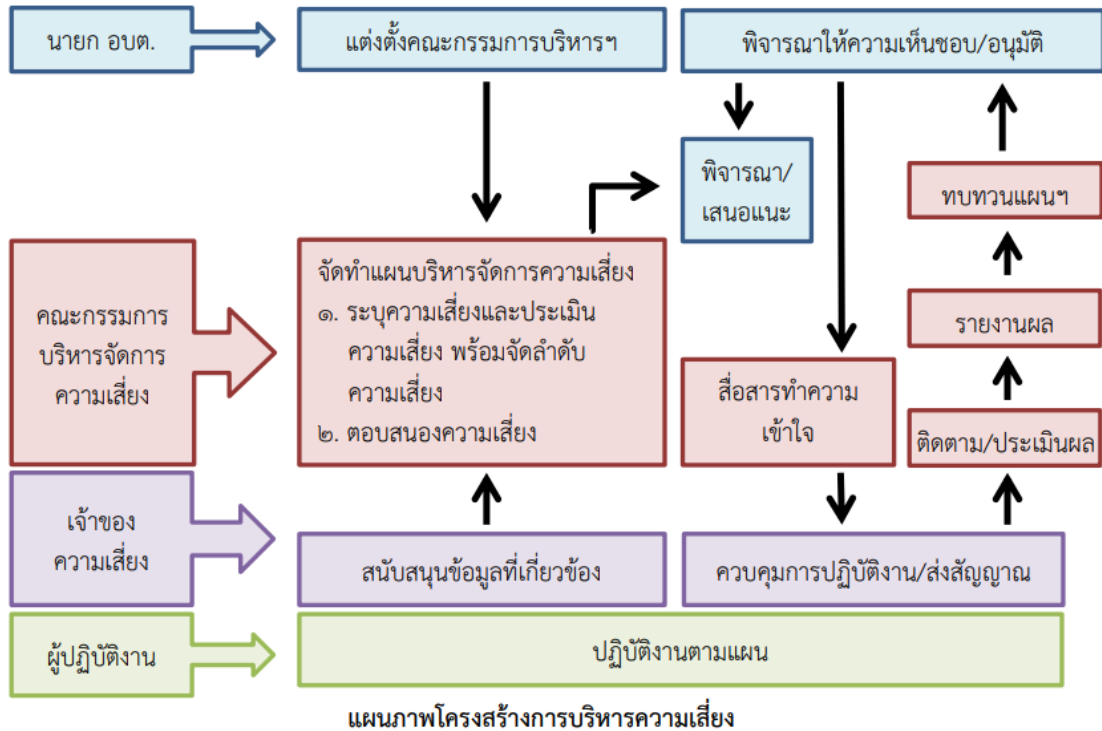 นายก อบต.
แต่งตั้งคณะกรรมการบริหารฯ
พิจารณาให้ความเห็นชอบ/อนุมัติ
พิจารณา/
เสนอแนะ
ทบทวนแผนฯ
คณะกรรมการ
บริหารจัดการ
ความเสี่ยง
จัดทำแผนบริหารจัดการความเสี่ยง
๑. ระบุความเสี่ยงและประเมิน
ความเสี่ยง พร้อมจัดลำดับ
ความเสี่ยง
๒. ตอบสนองความเสี่ยง
สื่อสารทำความ
เข้าใจ
รายงานผล
ติดตาม/ประเมินผล
เจ้าของ
ความเสี่ยง
สนับสนุนข้อมูลที่เกี่ยวข้อง
ควบคุมการปฏิบัติงาน/ส่งสัญญาณ
ผู้ปฏิบัติงาน
ปฏิบัติงานตามแผน
แผนภาพโครงสร้างการบริหารความเสี่ยง